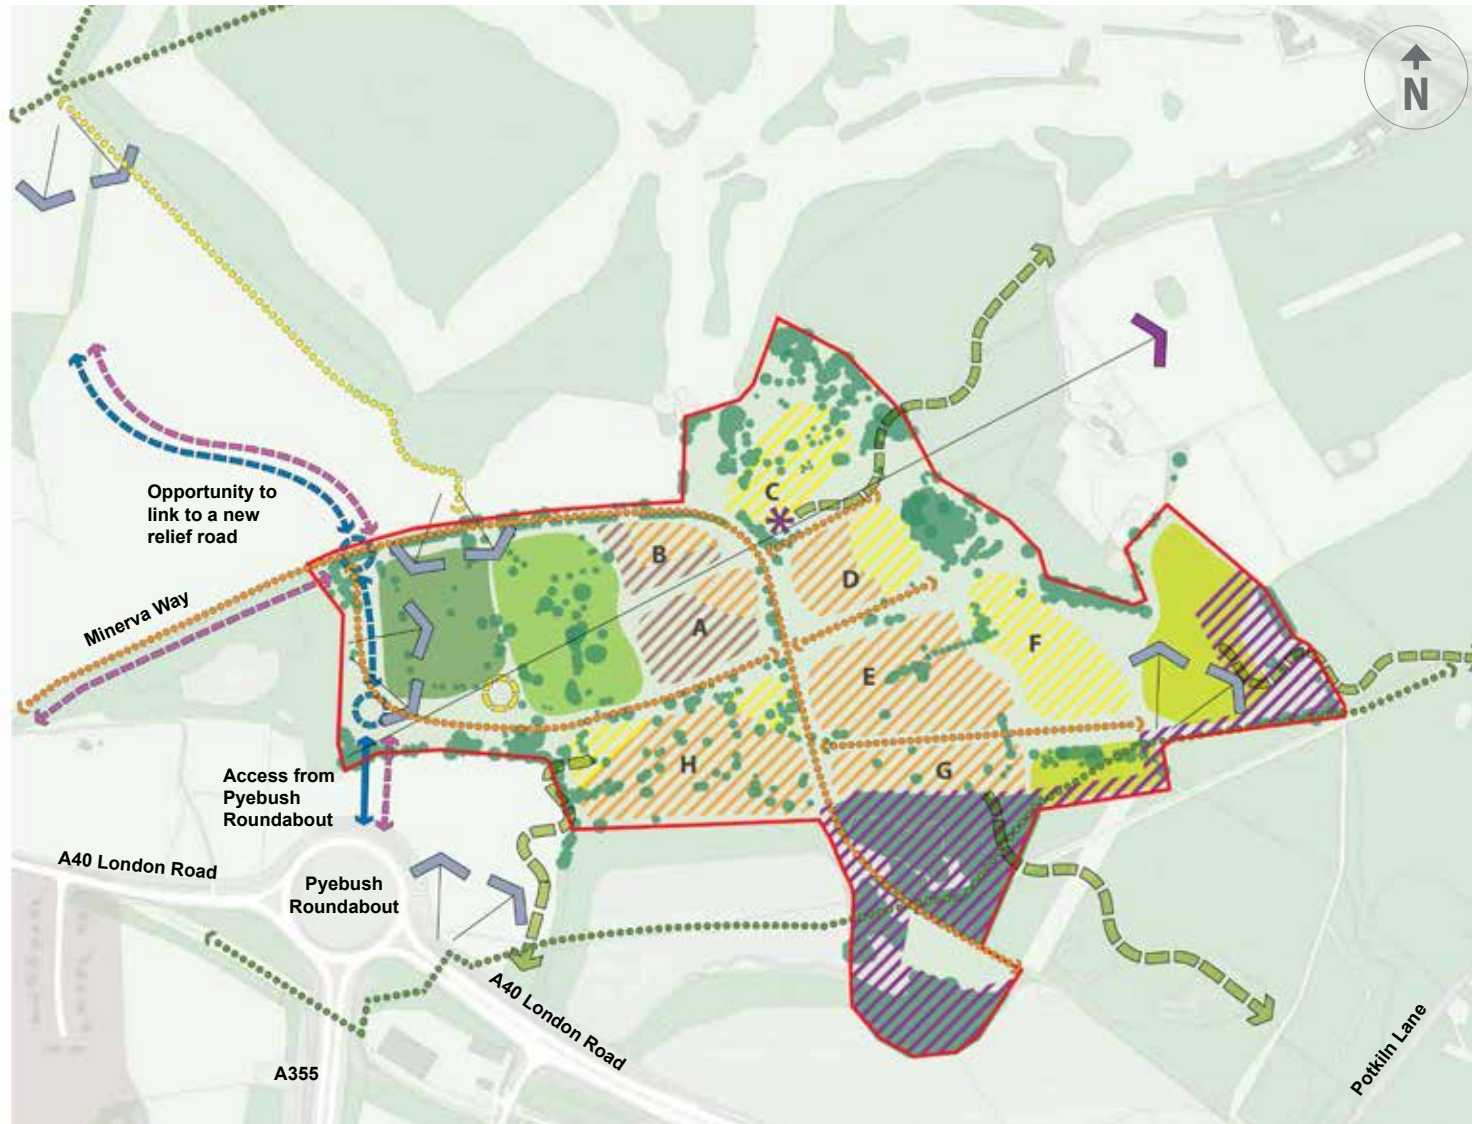 N
Opportunity to
link to a new
relief road
C
B
D
A
Minerva Way
F
E
H
G
Access from
Pyebush
Roundabout
A40 London Road
Pyebush
Roundabout
A40 London Road
A355
Potkiln Lane